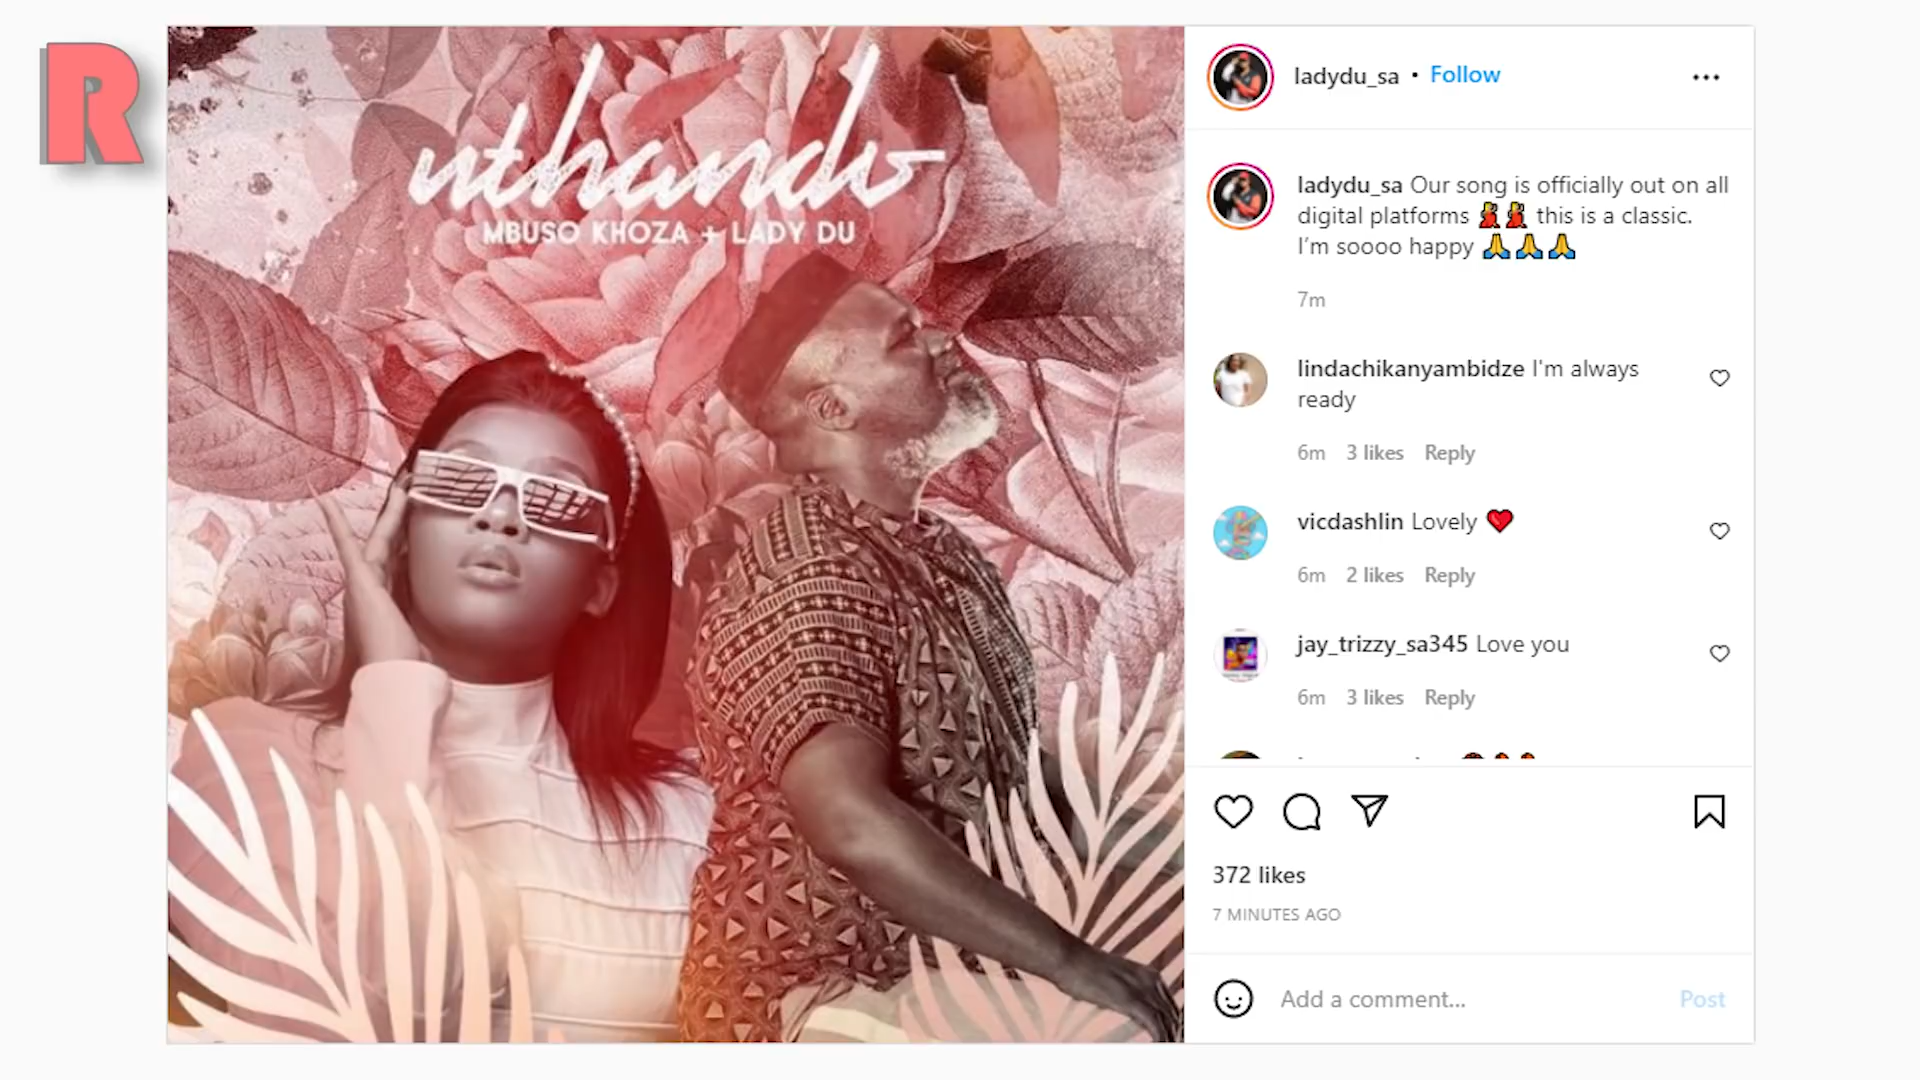 R
uthando
MBUSO KHOZA + LADY DU
ladydu_sa • Follow
ladydu_sa Our song is officially out on all
digital platforms 💃💃 this is a classic.
I'm soooo happy 🙏🙏🙏
7m
lindachikanyambidze I'm always
ready
6m 3 likes Reply
vicdashlin Lovely ❤️
6m 2 likes Reply
jay_trizzy_sa345 Love you
6m 3 likes Reply
372 likes
7 MINUTES AGO
Add a comment... Post